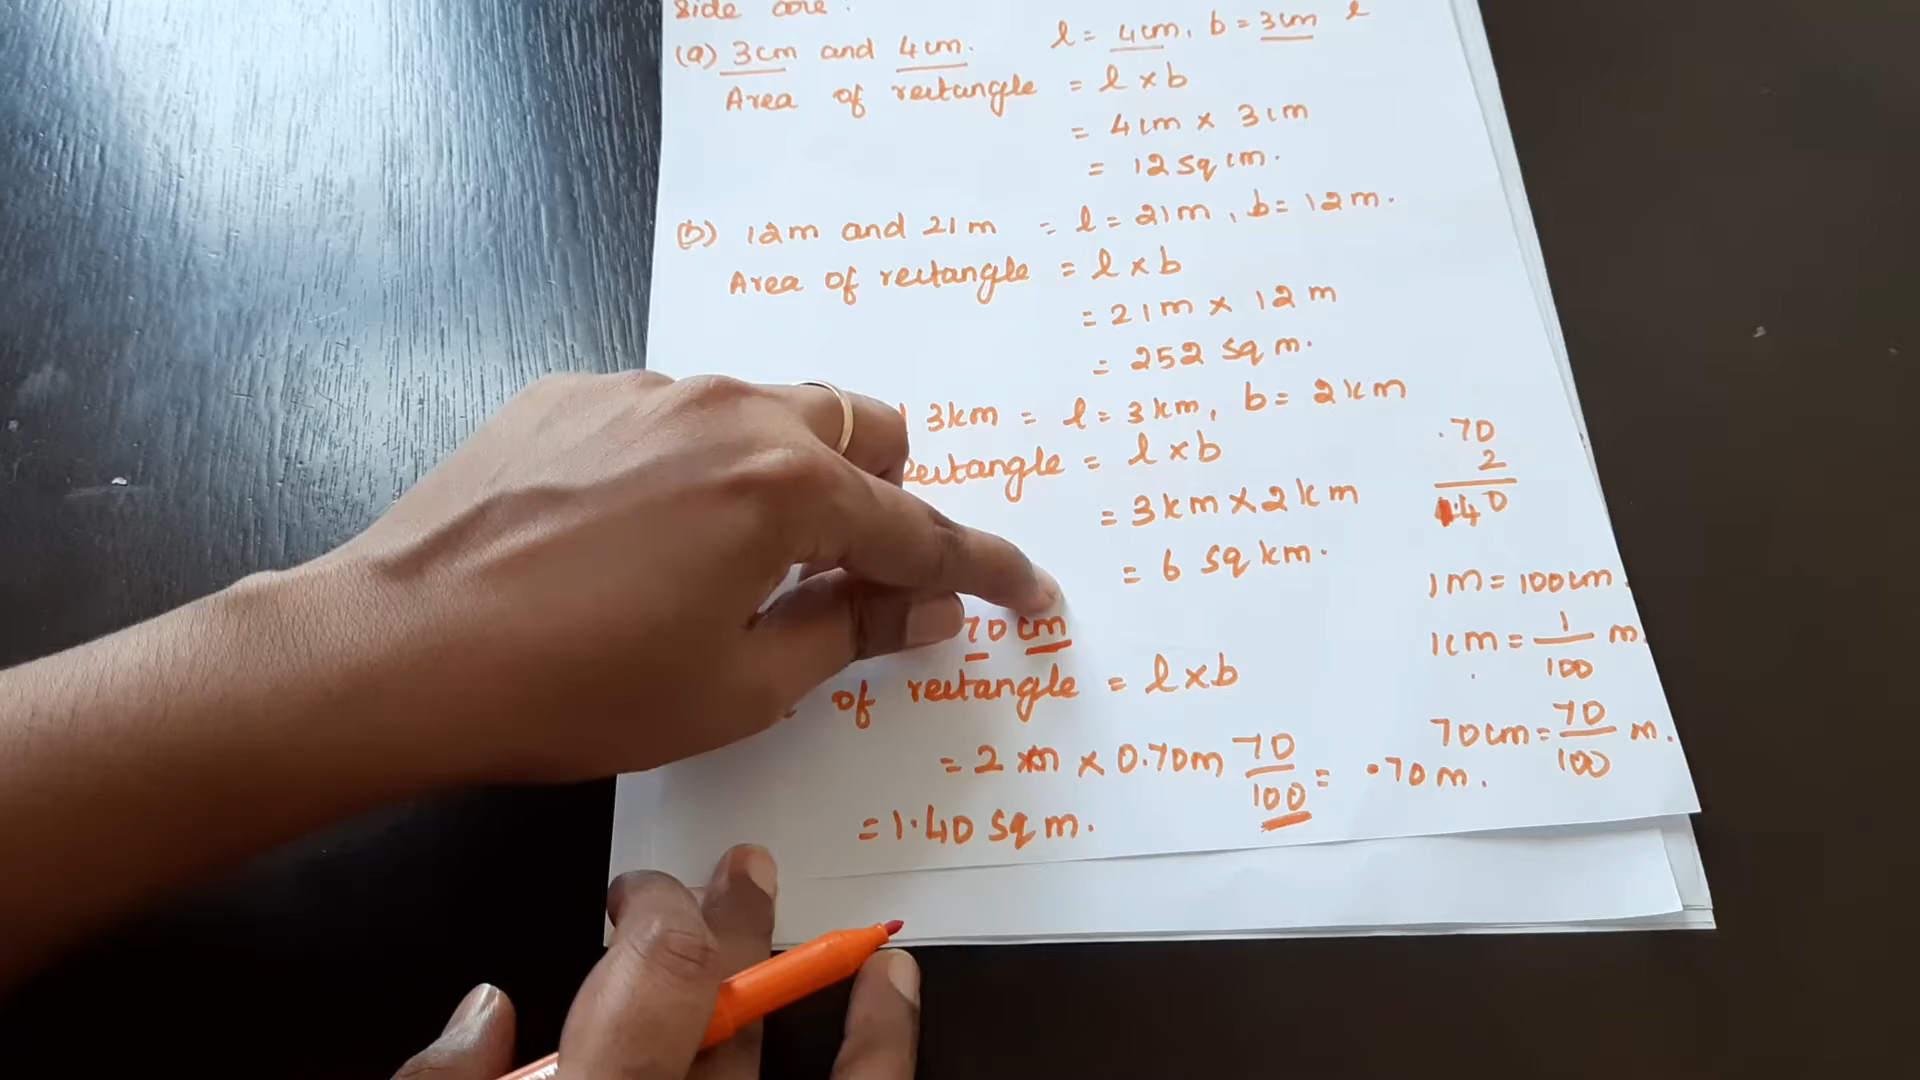 side are :
(a) 3cm and 4cm. l = 4cm, b = 3cm l
Area of rectangle = l x b
= 4cm x 3cm
= 12 sq cm.
(b) 12m and 21m = l = 21m, b = 12m.
Area of rectangle = l x b
= 21m x 12m
= 252 sq m.
3km = l = 3km, b = 2km
Rectangle = l x b
= 3km x 2km
= 6 sq km.
.70
2
1.40
1m = 100cm.
1cm = 1/100 m.
70cm = 70/100 m.
70cm
of rectangle = l x b
= 2 m x 0.70m 70/100 = .70m.
= 1.40 sq m.